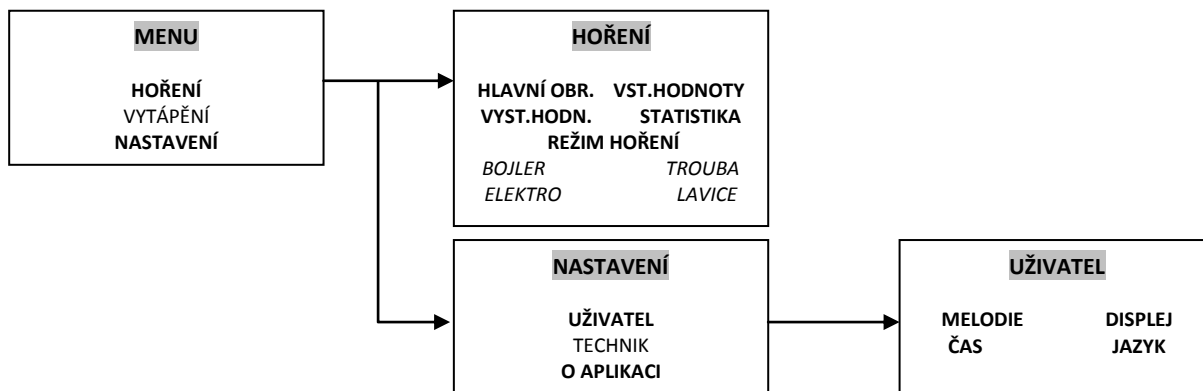 MENU
HOŘENÍ
VYTÁPĚNÍ
NASTAVENÍ
HOŘENÍ
HLAVNÍ OBR. VST.HODNOTY
VYST.HODN. STATISTIKA
REŽIM HOŘENÍ
BOJLER TROUBA
ELEKTRO LAVICE
NASTAVENÍ
UŽIVATEL
TECHNIK
O APLIKACI
UŽIVATEL
MELODIE DISPLEJ
ČAS JAZYK